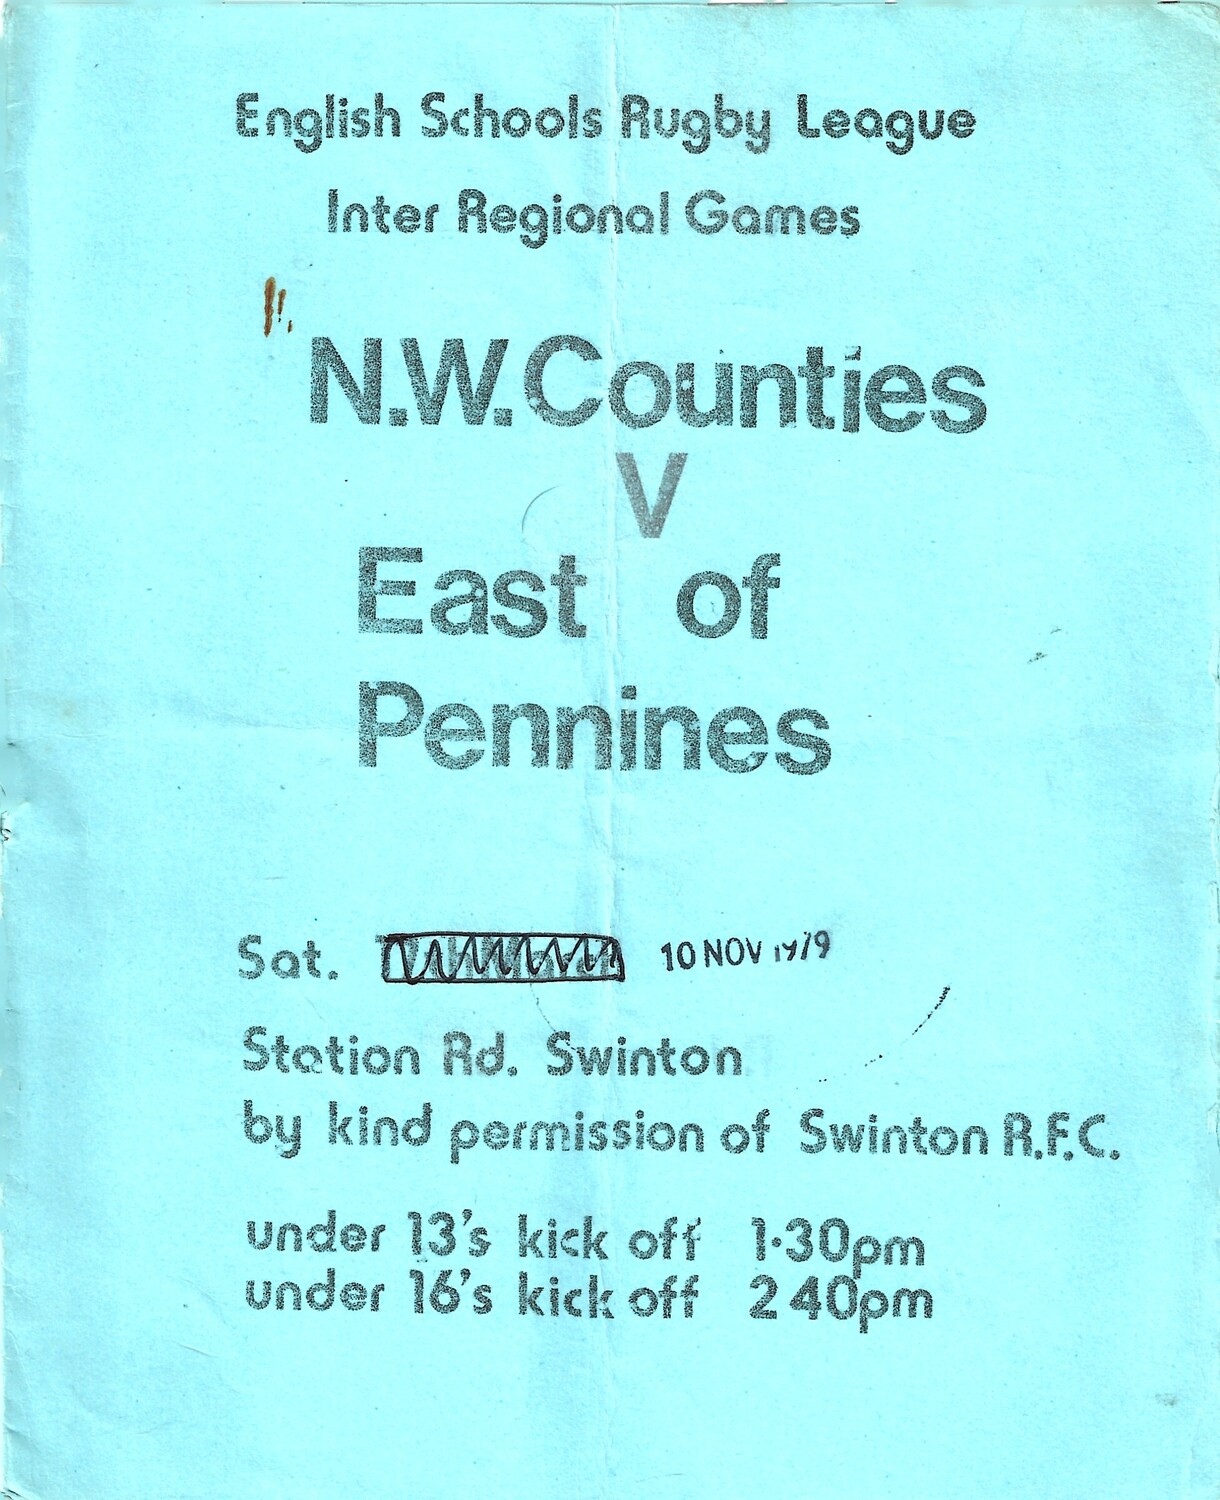 English Schools Rugby League
Inter Regional Games
N.W.Counties
V
East of
Pennines
Sat. 10 NOV 1979
Station Rd. Swinton
by kind permission of Swinton R.F.C.
under 13's kick off 1·30pm
under 16's kick off 2 40pm